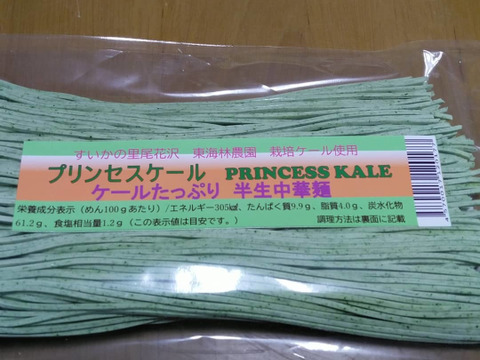 すいかの里尾花沢　東海林農園　栽培ケール使用
プリンセスケール　PRINCESS KALE
ケールたっぷり　半生中華麺
栄養成分表示（めん100gあたり）/エネルギー305㎉、たんぱく質9.9g、脂質4.0g、炭水化物
61.2g、食塩相当量1.2g（この表示値は目安です。）　調理方法は裏面に記載